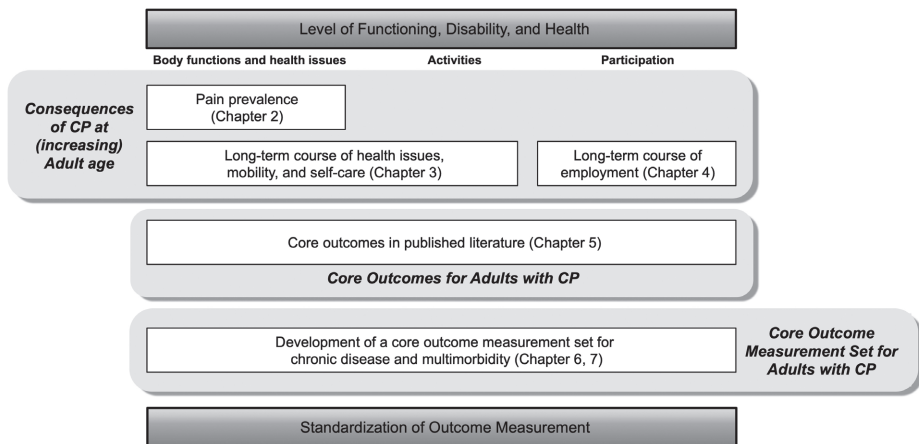 Level of Functioning, Disability, and Health
Body functions and health issues
Activities
Participation
Consequences
of CP at
(increasing)
Adult age
Pain prevalence
(Chapter 2)
Long-term course of health issues,
mobility, and self-care (Chapter 3)
Long-term course of
employment (Chapter 4)
Core outcomes in published literature (Chapter 5)
Core Outcomes for Adults with CP
Development of a core outcome measurement set for
chronic disease and multimorbidity (Chapter 6, 7)
Core Outcome
Measurement Set for
Adults with CP
Standardization of Outcome Measurement